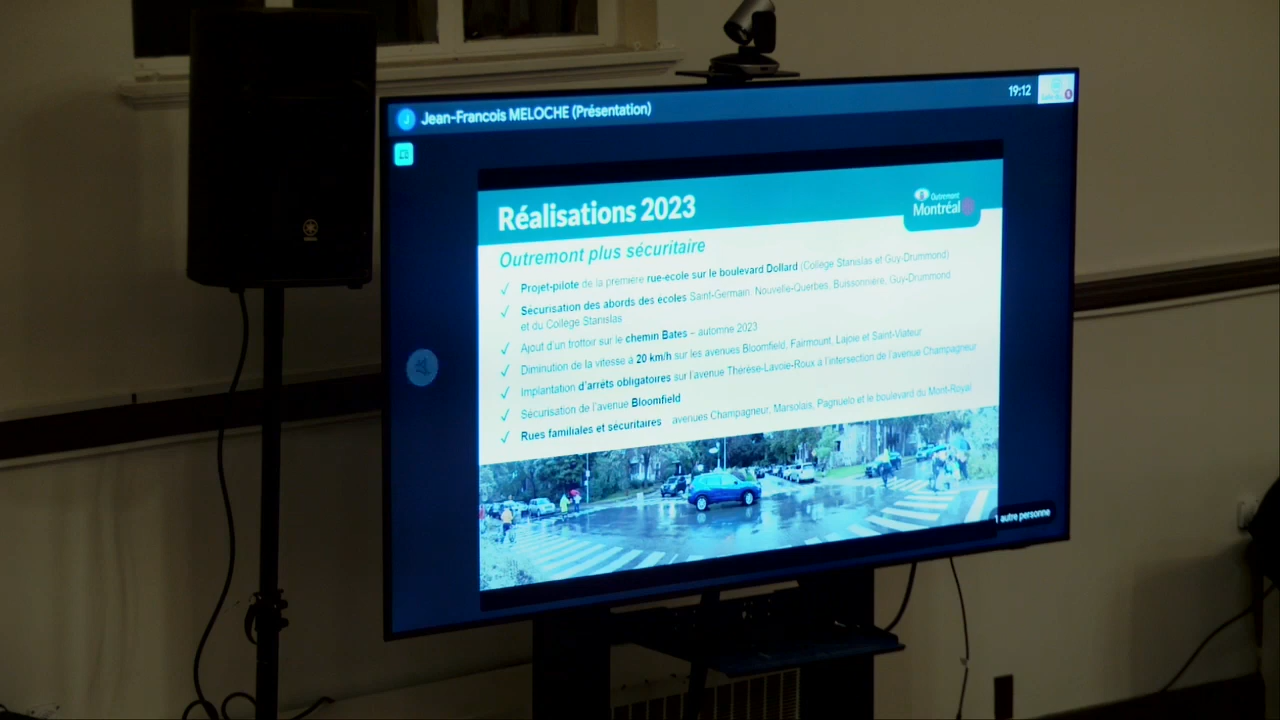 Jean-Francois MELOCHE (Présentation)
19:12
Réalisations 2023
Outremont
Montréal
Outremont plus sécuritaire
✓ Projet-pilote de la première rue-école sur le boulevard Dollard (Collège Stanislas et Guy-Drummond)
✓ Sécurisation des abords des écoles Saint-Germain, Nouvelle-Querbes, Buissonnière, Guy-Drummond
et du Collège Stanislas
✓ Ajout d'un trottoir sur le chemin Bates – automne 2023
✓ Diminution de la vitesse à 20 km/h sur les avenues Bloomfield, Fairmount, Lajoie et Saint-Viateur
✓ Implantation d'arrêts obligatoires sur l'avenue Thérèse-Lavoie-Roux à l'intersection de l'avenue Champagneur
✓ Sécurisation de l'avenue Bloomfield
✓ Rues familiales et sécuritaires avenues Champagneur, Marsolais, Pagnuelo et le boulevard du Mont-Royal
1 autre personne